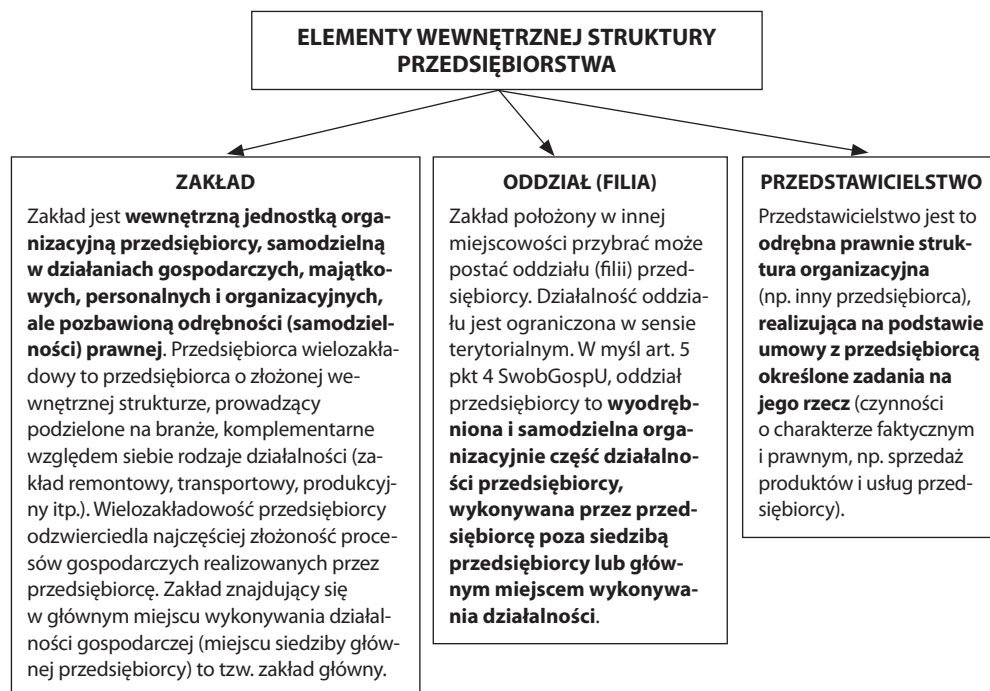 ELEMENTY WEWNĘTRZNEJ STRUKTURY
PRZEDSIĘBIORSTWA
ZAKŁAD
Zakład jest wewnętrzną jednostką orga-
nizacyjną przedsiębiorcy, samodzielną
w działaniach gospodarczych, majątko-
wych, personalnych i organizacyjnych,
ale pozbawioną odrębności (samodziel-
ności) prawnej. Przedsiębiorca wielozakła-
dowy to przedsiębiorca o złożonej we-
wnętrznej strukturze, prowadzący
podzielone na branże, komplementarne
względem siebie rodzaje działalności (za-
kład remontowy, transportowy, produkcyj-
ny itp.). Wielozakładowość przedsiębiorcy
odzwierciedla najczęściej złożoność proce-
sów gospodarczych realizowanych przez
przedsiębiorcę. Zakład znajdujący się
w głównym miejscu wykonywania działal-
ności gospodarczej (miejscu siedziby głów-
nej przedsiębiorcy) to tzw. zakład główny.
ODDZIAŁ (FILIA)
Zakład położony w innej
miejscowości przybrać może
postać oddziału (filii) przed-
siębiorcy. Działalność oddzia-
łu jest ograniczona w sensie
terytorialnym. W myśl art. 5
pkt 4 SwobGospU, oddział
przedsiębiorcy to wyodręb-
niona i samodzielna orga-
nizacyjnie część działalno-
ści przedsiębiorcy,
wykonywana przez przed-
siębiorcę poza siedzibą
przedsiębiorcy lub głów-
nym miejscem wykonywa-
nia działalności.
PRZEDSTAWICIELSTWO
Przedstawicielstwo jest to
odrębna prawnie struk-
tura organizacyjna
(np. inny przedsiębiorca),
realizująca na podstawie
umowy z przedsiębiorcą
określone zadania na
jego rzecz (czynności
o charakterze faktycznym
i prawnym, np. sprzedaż
produktów i usług przed-
siębiorcy).